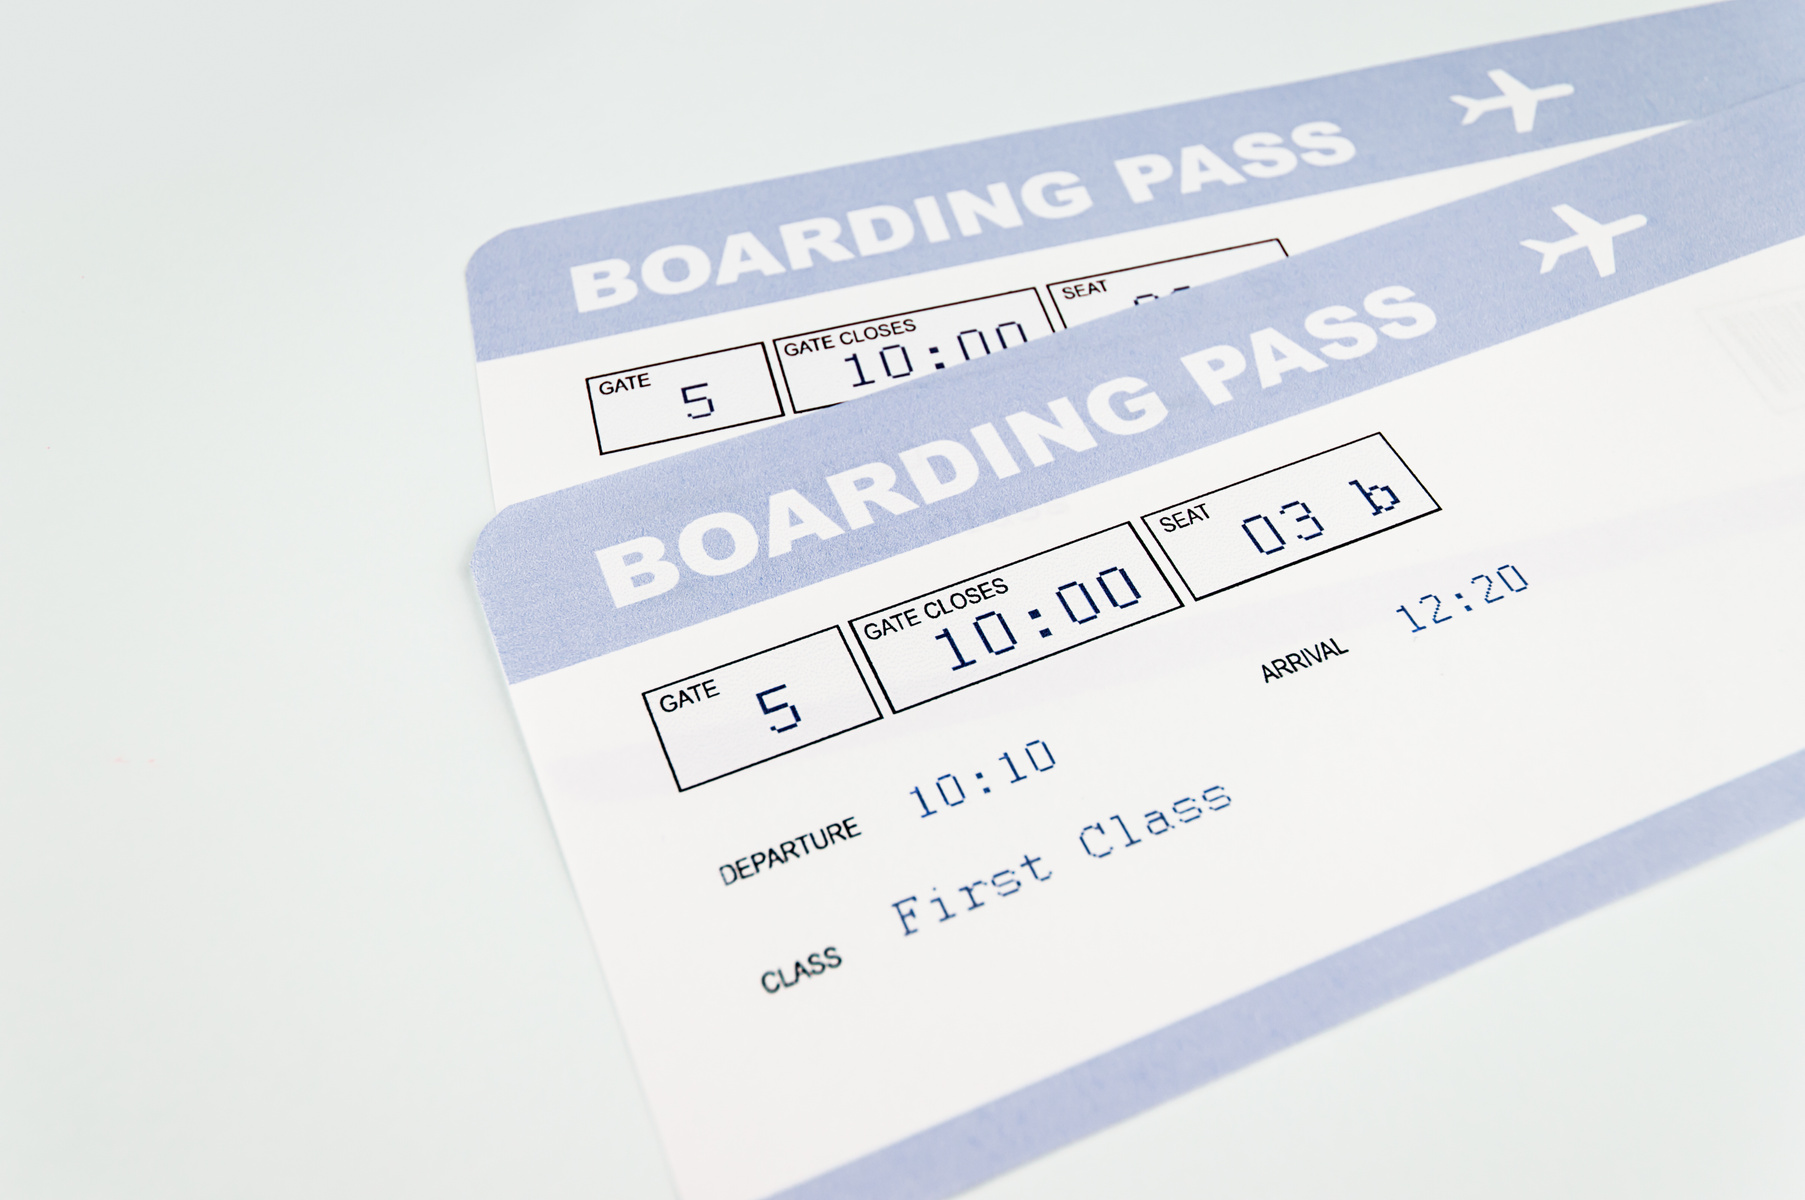 BOARDING PASS
GATE 5
GATE CLOSES 10:00
SEAT
BOARDING PASS
GATE 5
GATE CLOSES 10:00
SEAT 03 b
DEPARTURE 10:10
ARRIVAL 12:20
CLASS First Class